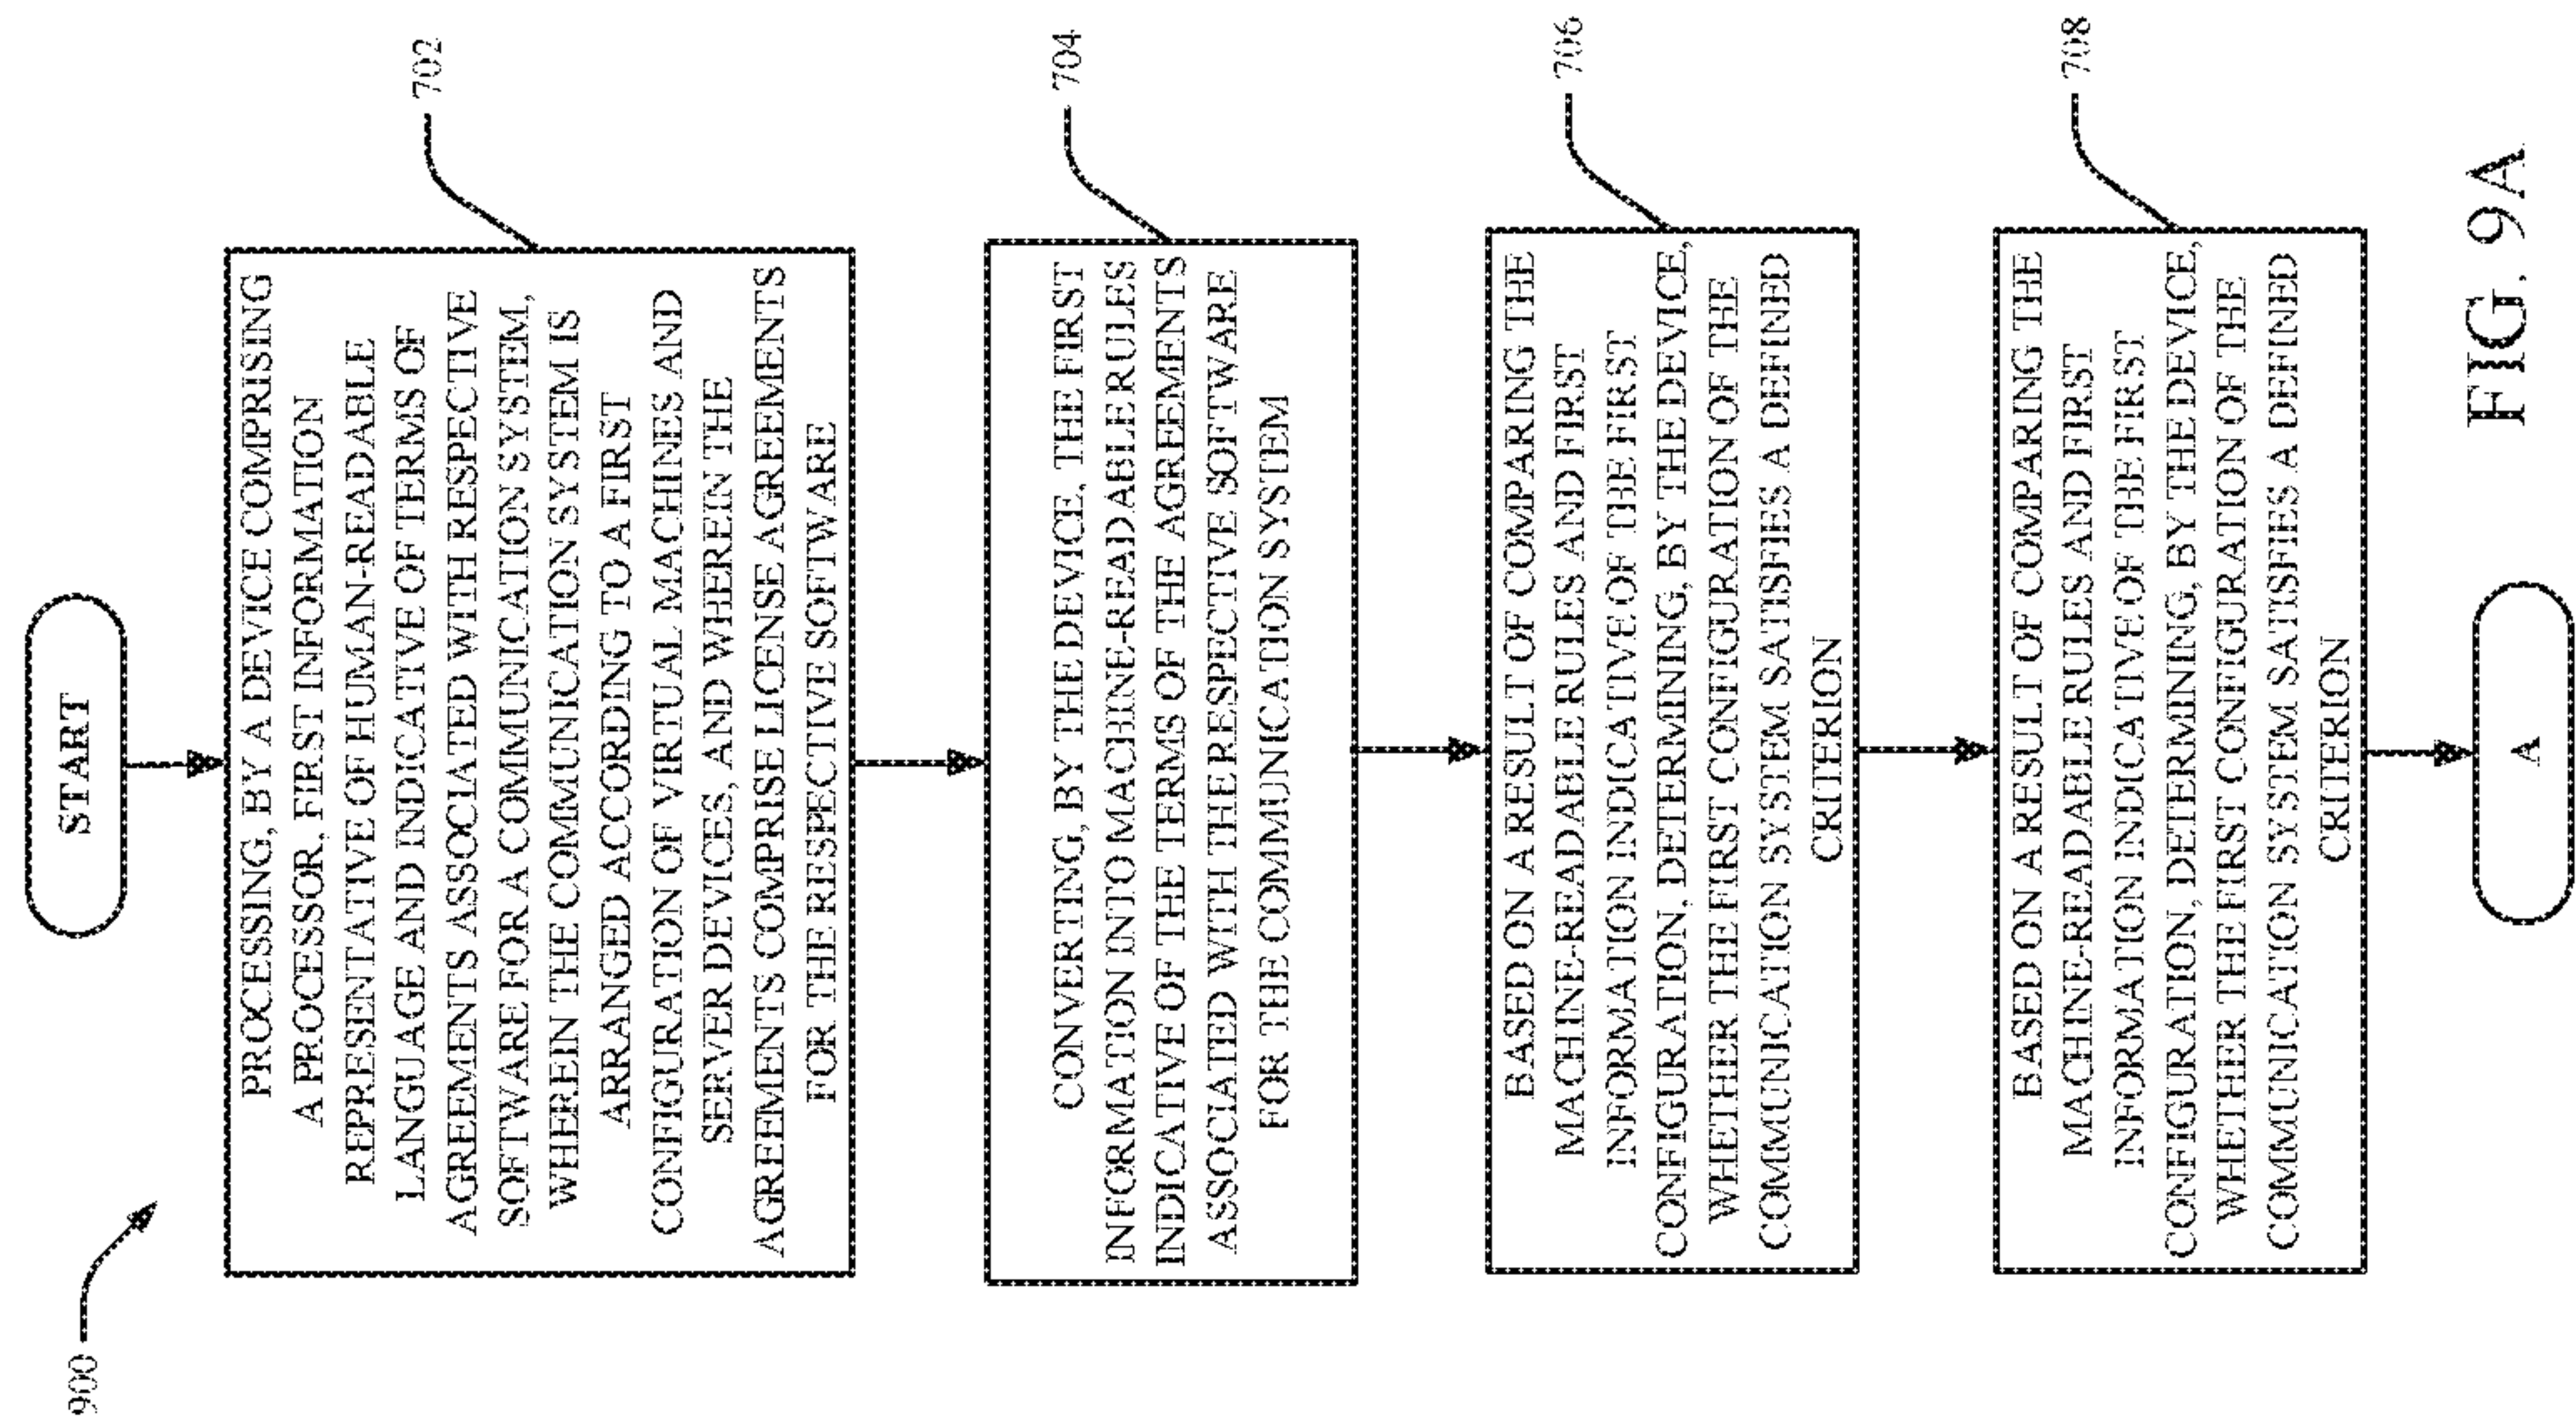 900
START
PROCESSING, BY A DEVICE COMPRISING
A PROCESSOR, FIRST INFORMATION
REPRESENTATIVE OF HUMAN-READABLE
LANGUAGE AND INDICATIVE OF TERMS OF
AGREEMENTS ASSOCIATED WITH RESPECTIVE
SOFTWARE FOR A COMMUNICATION SYSTEM,
WHEREIN THE COMMUNICATION SYSTEM IS
ARRANGED ACCORDING TO A FIRST
CONFIGURATION OF VIRTUAL MACHINES AND
SERVER DEVICES, AND WHEREIN THE
AGREEMENTS COMPRISE LICENSE AGREEMENTS
FOR THE RESPECTIVE SOFTWARE
702
CONVERTING, BY THE DEVICE, THE FIRST
INFORMATION INTO MACHINE-READABLE RULES
INDICATIVE OF THE TERMS OF THE AGREEMENTS
ASSOCIATED WITH THE RESPECTIVE SOFTWARE
FOR THE COMMUNICATION SYSTEM
704
BASED ON A RESULT OF COMPARING THE
MACHINE-READABLE RULES AND FIRST
INFORMATION INDICATIVE OF THE FIRST
CONFIGURATION, DETERMINING, BY THE DEVICE,
WHETHER THE FIRST CONFIGURATION OF THE
COMMUNICATION SYSTEM SATISFIES A DEFINED
CRITERION
706
BASED ON A RESULT OF COMPARING THE
MACHINE-READABLE RULES AND FIRST
INFORMATION INDICATIVE OF THE FIRST
CONFIGURATION, DETERMINING, BY THE DEVICE,
WHETHER THE FIRST CONFIGURATION OF THE
COMMUNICATION SYSTEM SATISFIES A DEFINED
CRITERION
708
A
FIG. 9A